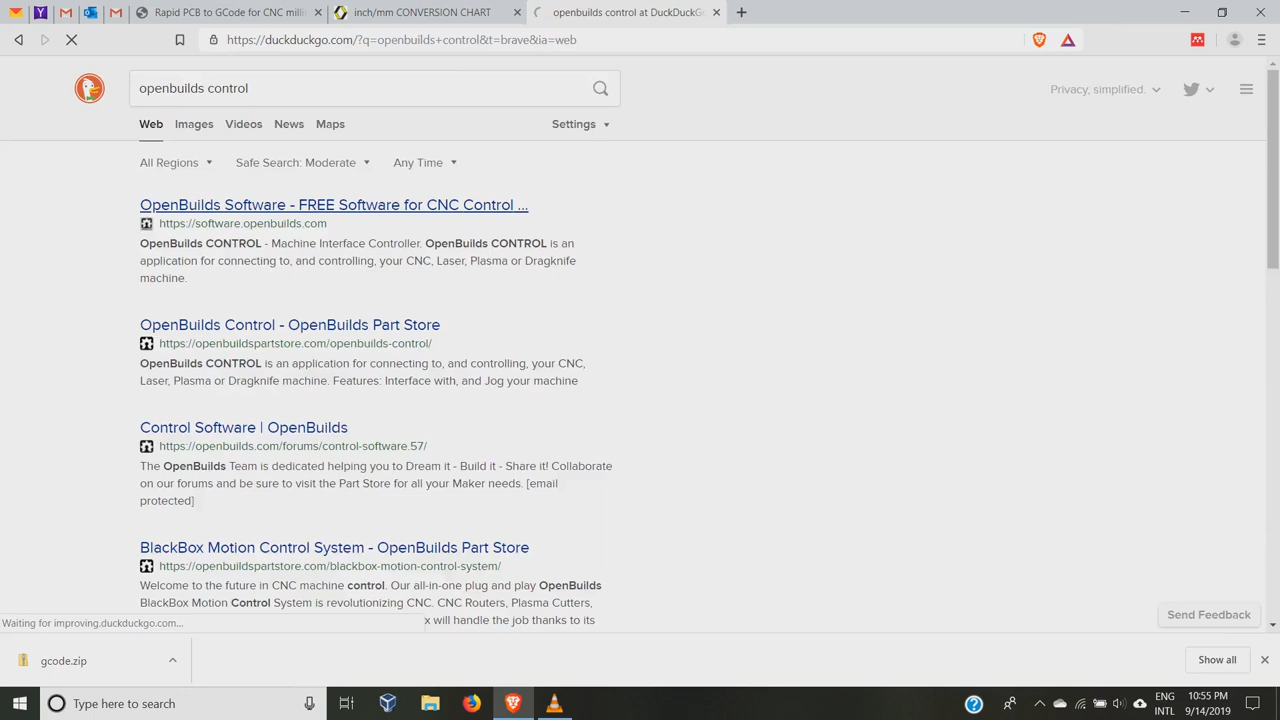 Rapid PCB to GCode for CNC milli
inch/mm CONVERSION CHART
openbuilds control at DuckDuckG
https://duckduckgo.com/?q=openbuilds+control&t=brave&ia=web
openbuilds control
Privacy, simplified.
Web Images Videos News Maps Settings
All Regions Safe Search: Moderate Any Time
OpenBuilds Software - FREE Software for CNC Control ...
https://software.openbuilds.com
OpenBuilds CONTROL - Machine Interface Controller. OpenBuilds CONTROL is an
application for connecting to, and controlling, your CNC, Laser, Plasma or Dragknife
machine.
OpenBuilds Control - OpenBuilds Part Store
https://openbuildspartstore.com/openbuilds-control/
OpenBuilds CONTROL is an application for connecting to, and controlling, your CNC,
Laser, Plasma or Dragknife machine. Features: Interface with, and Jog your machine
Control Software | OpenBuilds
https://openbuilds.com/forums/control-software.57/
The OpenBuilds Team is dedicated helping you to Dream it - Build it - Share it! Collaborate
on our forums and be sure to visit the Part Store for all your Maker needs. [email
protected]
BlackBox Motion Control System - OpenBuilds Part Store
https://openbuildspartstore.com/blackbox-motion-control-system/
Welcome to the future in CNC machine control. Our all-in-one plug and play OpenBuilds
BlackBox Motion Control System is revolutionizing CNC. CNC Routers, Plasma Cutters,
x will handle the job thanks to its
Send Feedback
Waiting for improving.duckduckgo.com...
gcode.zip
Show all
Type here to search
ENG
INTL
10:55 PM
9/14/2019